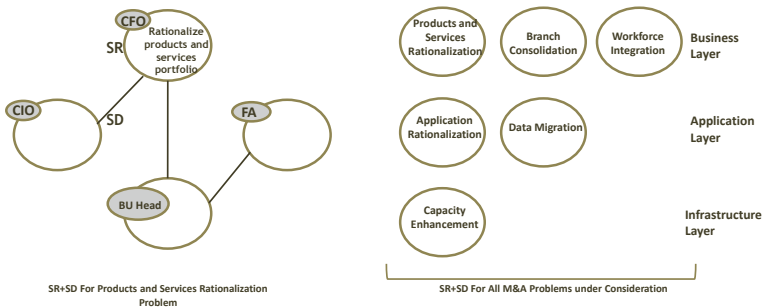 CFO
Rationalize
products and
services
portfolio
SR
CIO
SD
FA
BU Head
SR+SD For Products and Services Rationalization
Problem
Products and
Services
Rationalization
Branch
Consolidation
Workforce
Integration
Business
Layer
Application
Rationalization
Data Migration
Application
Layer
Capacity
Enhancement
Infrastructure
Layer
SR+SD For All M&A Problems under Consideration